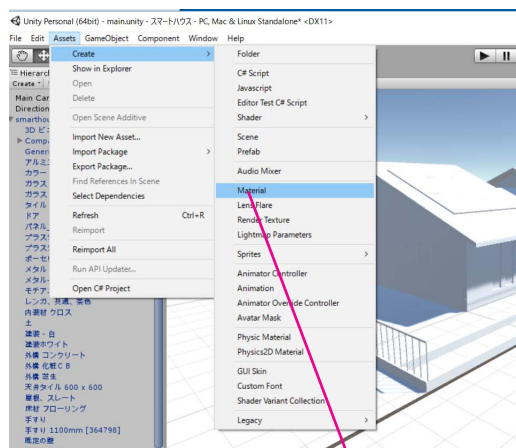 Unity Personal (64bit) - main.unity - スマートハウス - PC, Mac & Linux Standalone* <DX11>
File Edit Assets GameObject Component Window Help
Hierarch
Create
Main Car
Direction
smarthou
3D ビ
Compa
Gener
アルミ
カラー
ガラス
ガラス
タイル
ドア
パネル
プラス
プラス
ポーセ
メタル
メタル-
モデア
レンガ、共通、茶色
内装材 クロス
土
塗装 - 白
塗装ホワイト
外構 コンクリート
外構 化粧ＣＢ
外構 芝生
天井タイル 600 x 600
屋根、スレート
床材 フローリング
手すり
手すり 1100mm [364798]
既定の壁
Create
Show in Explorer
Open
Delete
Open Scene Additive
Import New Asset...
Import Package
Export Package...
Find References In Scene
Select Dependencies
Refresh Ctrl+R
Reimport
Reimport All
Run API Updater...
Open C# Project
Folder
C# Script
Javascript
Editor Test C# Script
Shader
Scene
Prefab
Audio Mixer
Material
Lens Flare
Render Texture
Lightmap Parameters
Sprites
Animator Controller
Animation
Animator Override Controller
Avatar Mask
Physic Material
Physics2D Material
GUI Skin
Custom Font
Shader Variant Collection
Legacy